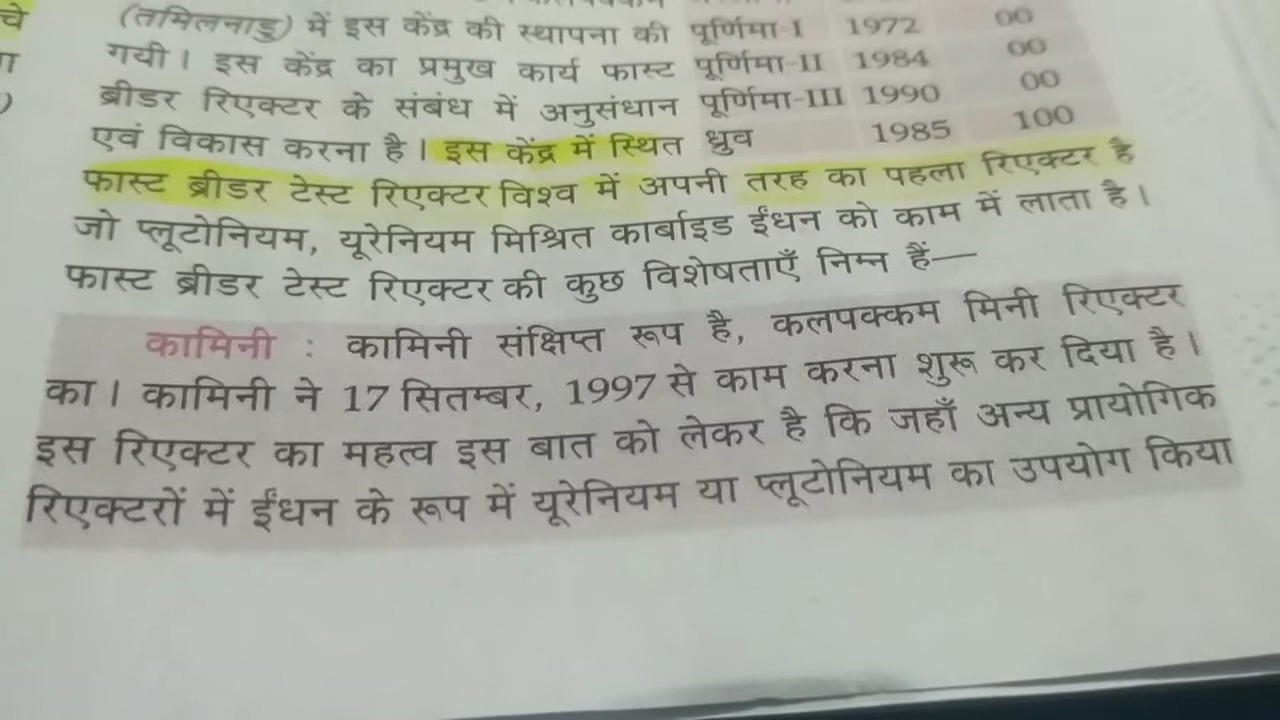 चे
(तमिलनाडु) में इस केंद्र की स्थापना की पूर्णिमा-I 1972 00
गयी। इस केंद्र का प्रमुख कार्य फास्ट पूर्णिमा-II 1984 00
ब्रीडर रिएक्टर के संबंध में अनुसंधान पूर्णिमा-III 1990 00
एवं विकास करना है। इस केंद्र में स्थित ध्रुव 1985 100
फास्ट ब्रीडर टेस्ट रिएक्टर विश्व में अपनी तरह का पहला रिएक्टर है
जो प्लूटोनियम, यूरेनियम मिश्रित कार्बाइड ईंधन को काम में लाता है।
फास्ट ब्रीडर टेस्ट रिएक्टर की कुछ विशेषताएँ निम्न हैं—
कामिनी : कामिनी संक्षिप्त रूप है, कलपक्कम मिनी रिएक्टर
का। कामिनी ने 17 सितम्बर, 1997 से काम करना शुरू कर दिया है।
इस रिएक्टर का महत्व इस बात को लेकर है कि जहाँ अन्य प्रायोगिक
रिएक्टरों में ईंधन के रूप में यूरेनियम या प्लूटोनियम का उपयोग किया